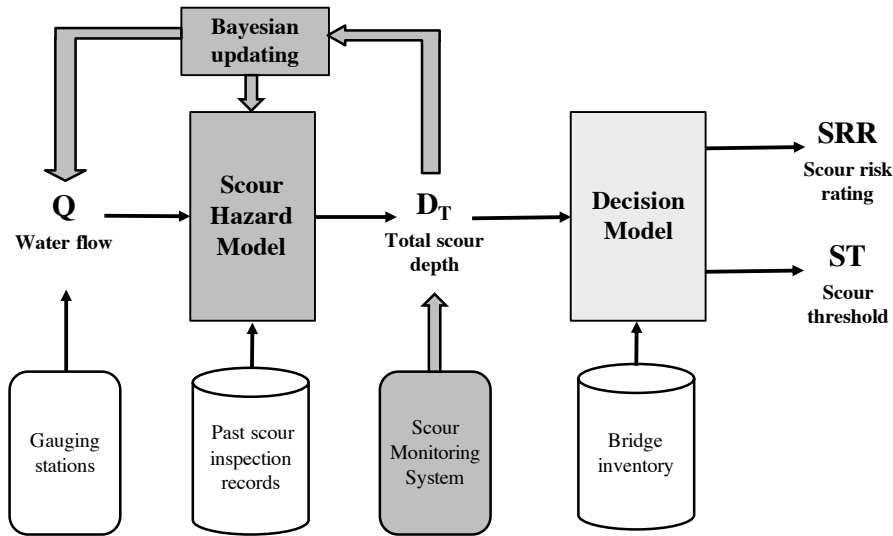 Bayesian
updating
Q
Water flow
Scour
Hazard
Model
D_T
Total scour
depth
Decision
Model
SRR
Scour risk
rating
ST
Scour
threshold
Gauging
stations
Past scour
inspection
records
Scour
Monitoring
System
Bridge
inventory